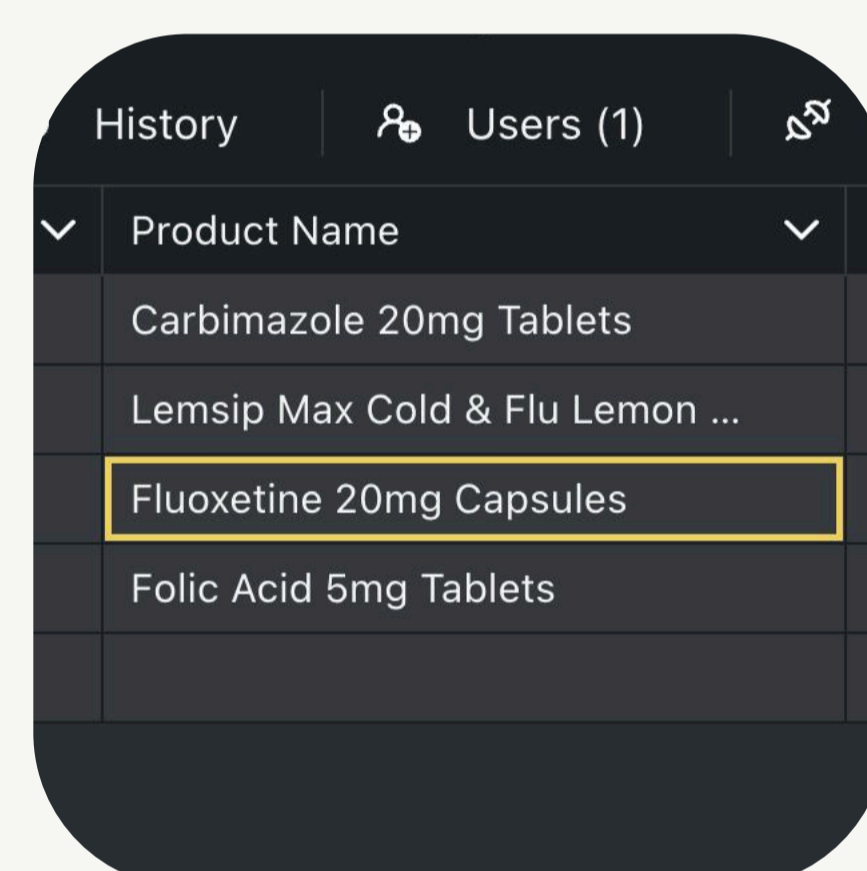 History Users (1)
Product Name
Carbimazole 20mg Tablets
Lemsip Max Cold & Flu Lemon ...
Fluoxetine 20mg Capsules
Folic Acid 5mg Tablets